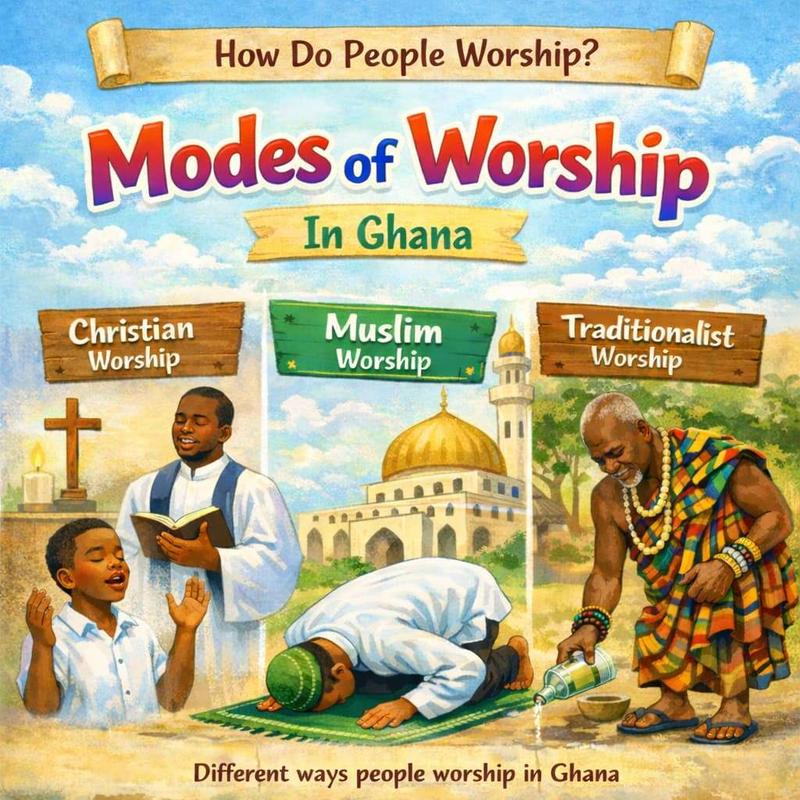 How Do People Worship?
Modes of Worship
In Ghana
Christian
Worship
Muslim
Worship
Traditionalist
Worship
Different ways people worship in Ghana